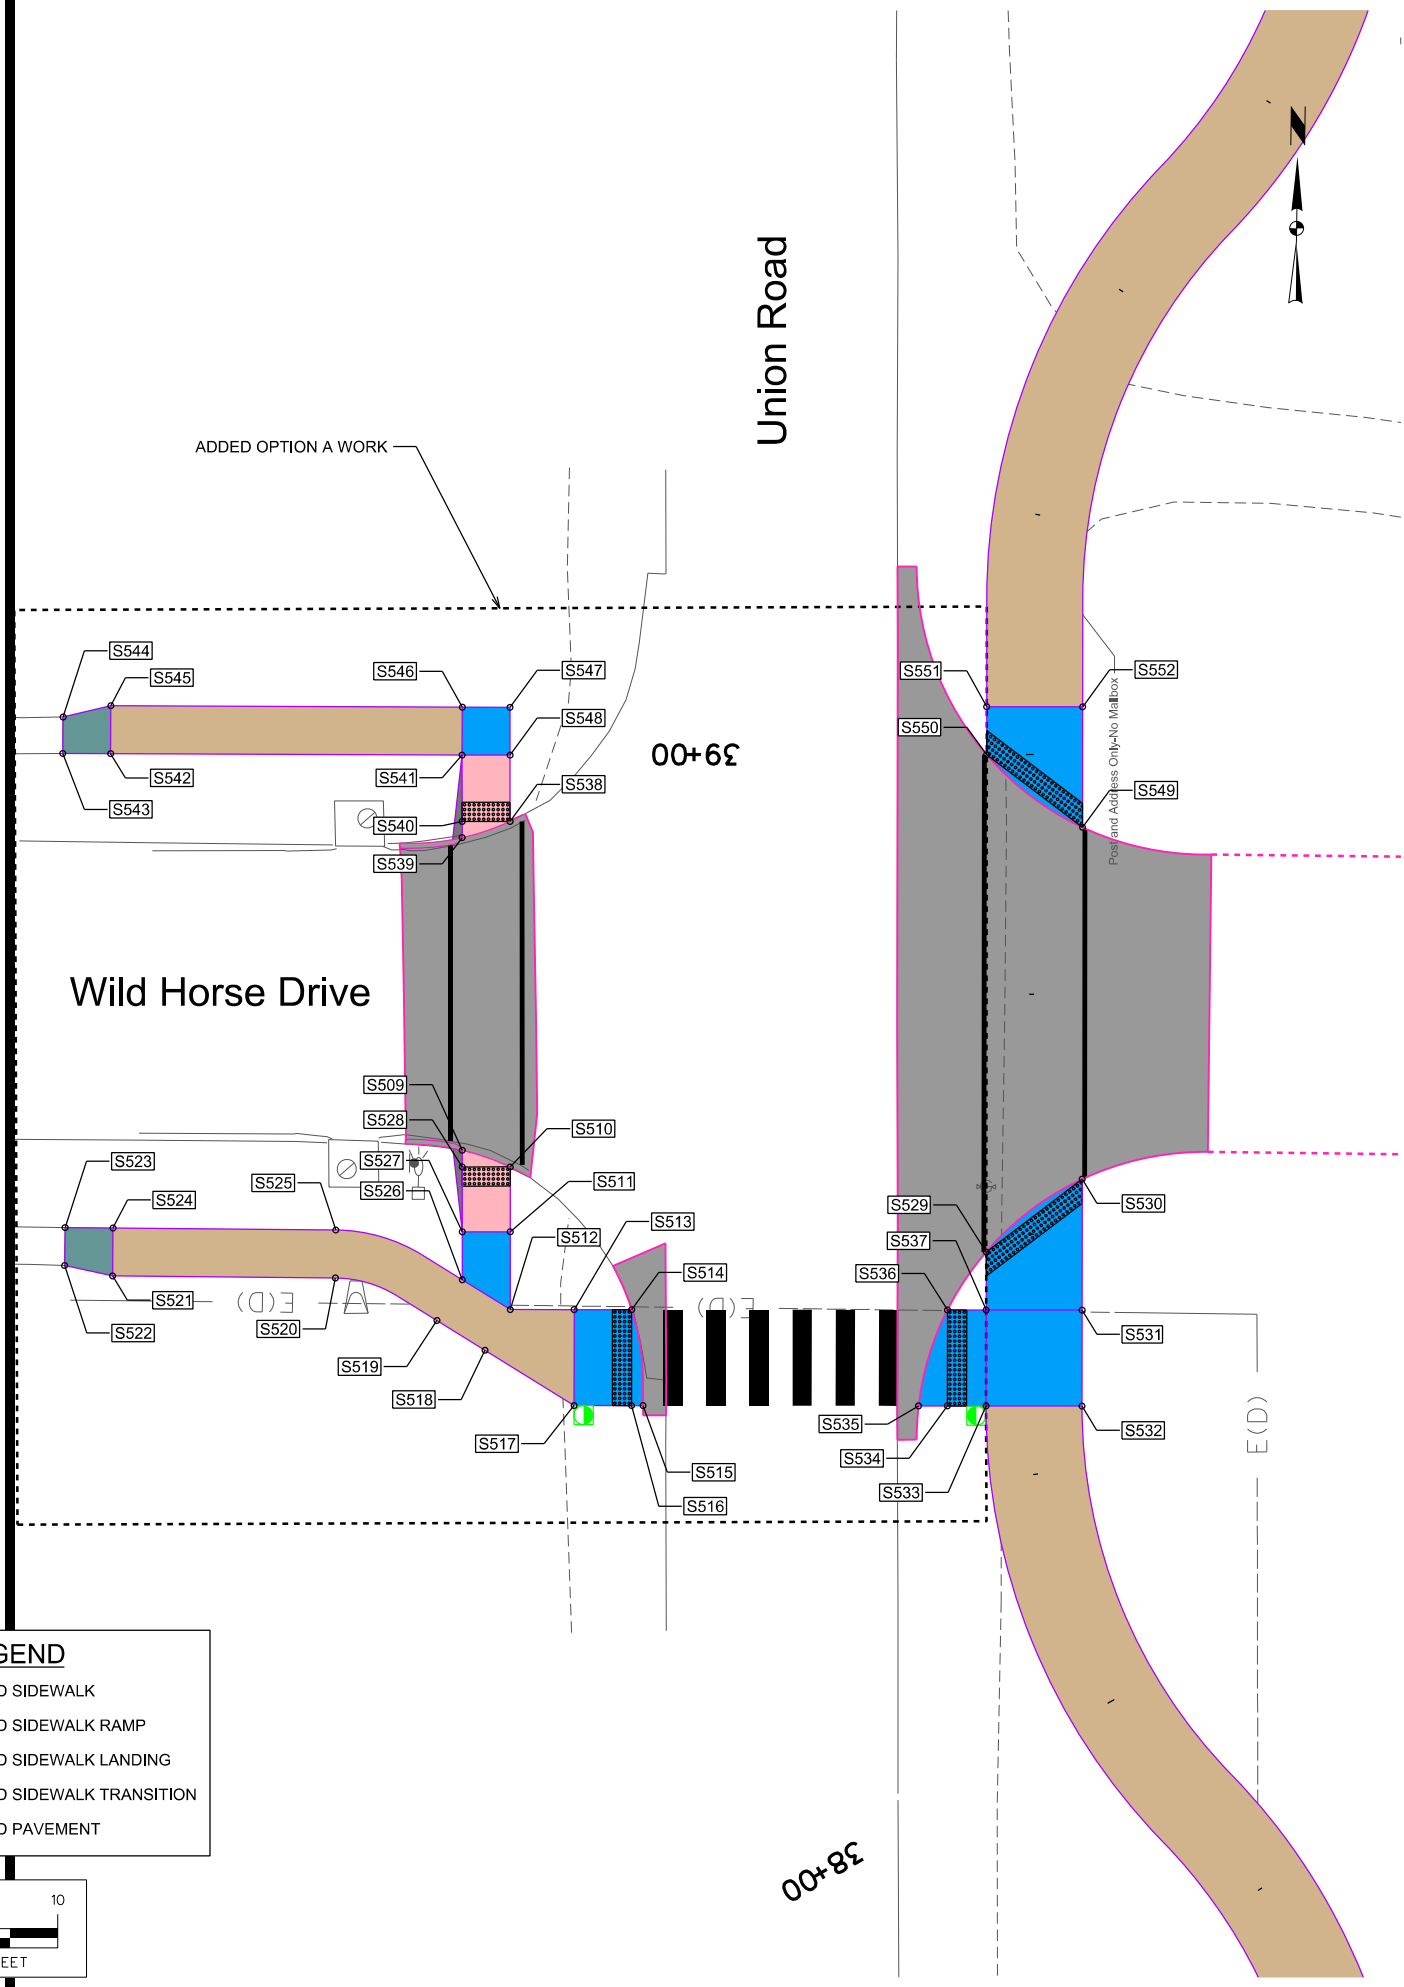 N
Union Road
ADDED OPTION A WORK
S544
S545
S546
S547
S551
S552
S548
S550
39+00
S541
S542
S538
S543
S540
S539
S549
Post and Address Only-No Mailbox
Wild Horse Drive
S509
S528
S510
S527
S523
S526
S511
S525
S524
S512
S513
S529
S530
S537
S514
S536
E(D)
E(D)
S521
S520
S522
S531
S519
S518
S517
S535
S534
S532
S515
S533
S516
E(D)
GEND
D SIDEWALK
D SIDEWALK RAMP
D SIDEWALK LANDING
D SIDEWALK TRANSITION
D PAVEMENT
38+00
10
EET